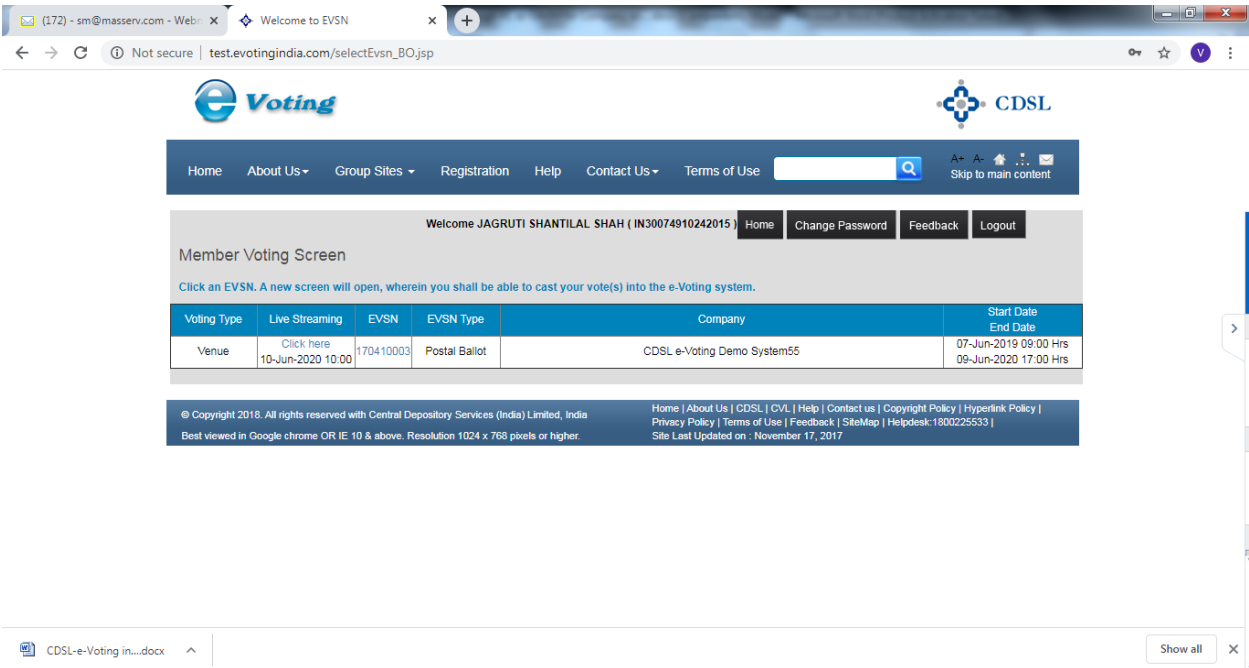 (172) - sm@masserv.com - Webm
Welcome to EVSN
Not secure | test.evotingindia.com/selectEvsn_BO.jsp
V
e Voting
CDSL
Home About Us Group Sites Registration Help Contact Us Terms of Use
A+ A-
Skip to main content
Welcome JAGRUTI SHANTILAL SHAH ( IN30074910242015 ) Home Change Password Feedback Logout
Member Voting Screen
Click an EVSN. A new screen will open, wherein you shall be able to cast your vote(s) into the e-Voting system.
Voting Type Live Streaming EVSN EVSN Type Company Start Date
End Date
Venue Click here 170410003 Postal Ballot CDSL e-Voting Demo System55 07-Jun-2019 09:00 Hrs
10-Jun-2020 10:00 09-Jun-2020 17:00 Hrs
© Copyright 2018. All rights reserved with Central Depository Services (India) Limited, India
Best viewed in Google chrome OR IE 10 & above. Resolution 1024 x 768 pixels or higher.
Home | About Us | CDSL | CVL | Help | Contact us | Copyright Policy | Hyperlink Policy |
Privacy Policy | Terms of Use | Feedback | SiteMap | Helpdesk:1800225533 |
Site Last Updated on : November 17, 2017
CDSL-e-Voting in....docx
Show all